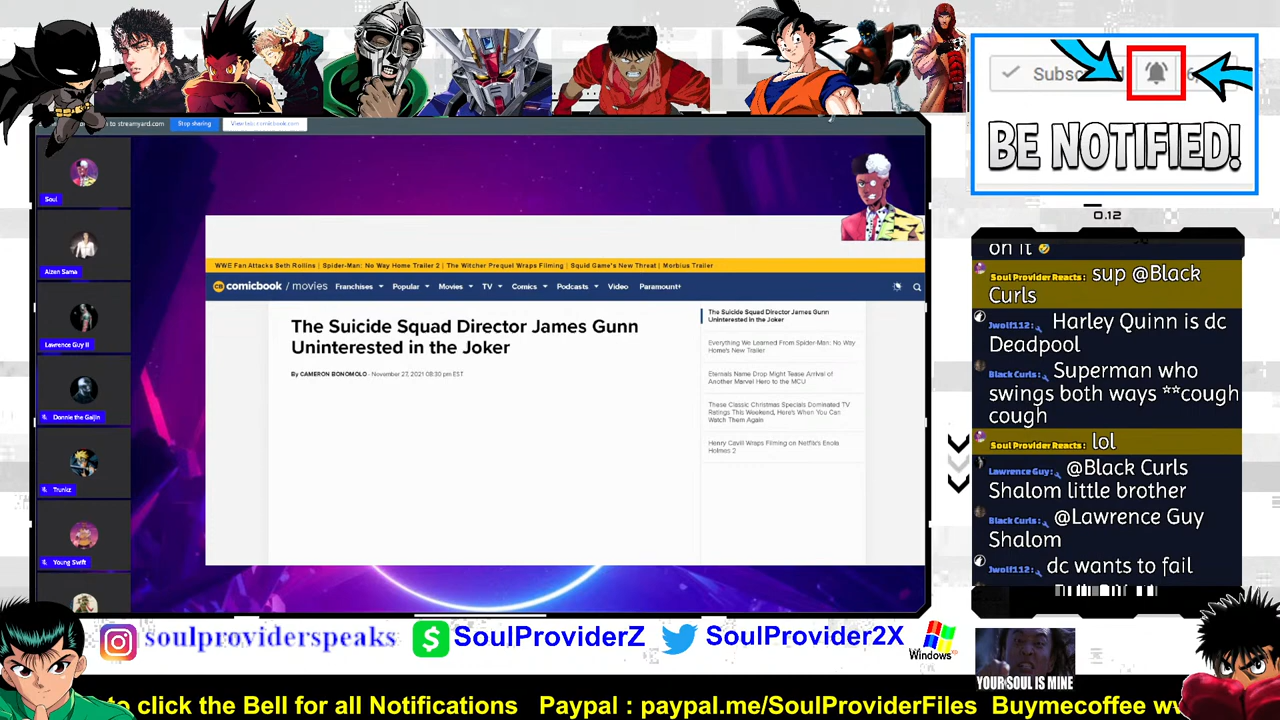 Subsc
BE NOTIFIED!
to streamyard.com
Stop sharing
0.12
Soul
Aizen Sama
Lawrence Guy II
Donnie the Gaijin
Trunkz
Young Swift
WWE Fan Attacks Seth Rollins | Spider-Man: No Way Home Trailer 2 | The Witcher Prequel Wraps Filming | Squid Game's New Threat | Morbius Trailer
CB comicbook / movies Franchises Popular Movies TV Comics Podcasts Video Paramount+
The Suicide Squad Director James Gunn
Uninterested in the Joker
By CAMERON BONOMOLO - November 27, 2021 08:30 pm EST
The Suicide Squad Director James Gunn
Uninterested in the Joker
Everything We Learned From Spider-Man: No Way
Home's New Trailer
Eternals Name Drop Might Tease Arrival of
Another Marvel Hero to the MCU
These Classic Christmas Specials Dominated TV
Ratings This Weekend, Here's When You Can
Watch Them Again
Henry Cavill Wraps Filming on Netflix's Enola
Holmes 2
on it 🤣
Soul Provider Reacts: sup @Black
Curls
Jwolf112: Harley Quinn is dc
Deadpool
Black Curls: Superman who
swings both ways **cough
cough
Soul Provider Reacts: lol
Lawrence Guy: @Black Curls
Shalom little brother
Black Curls: @Lawrence Guy
Shalom
Jwolf112: dc wants to fail
soulproviderspeaks
$ SoulProviderZ
SoulProvider2X
Windows
YOUR SOUL IS MINE
to click the Bell for all Notifications Paypal : paypal.me/SoulProviderFiles Buymecoffee